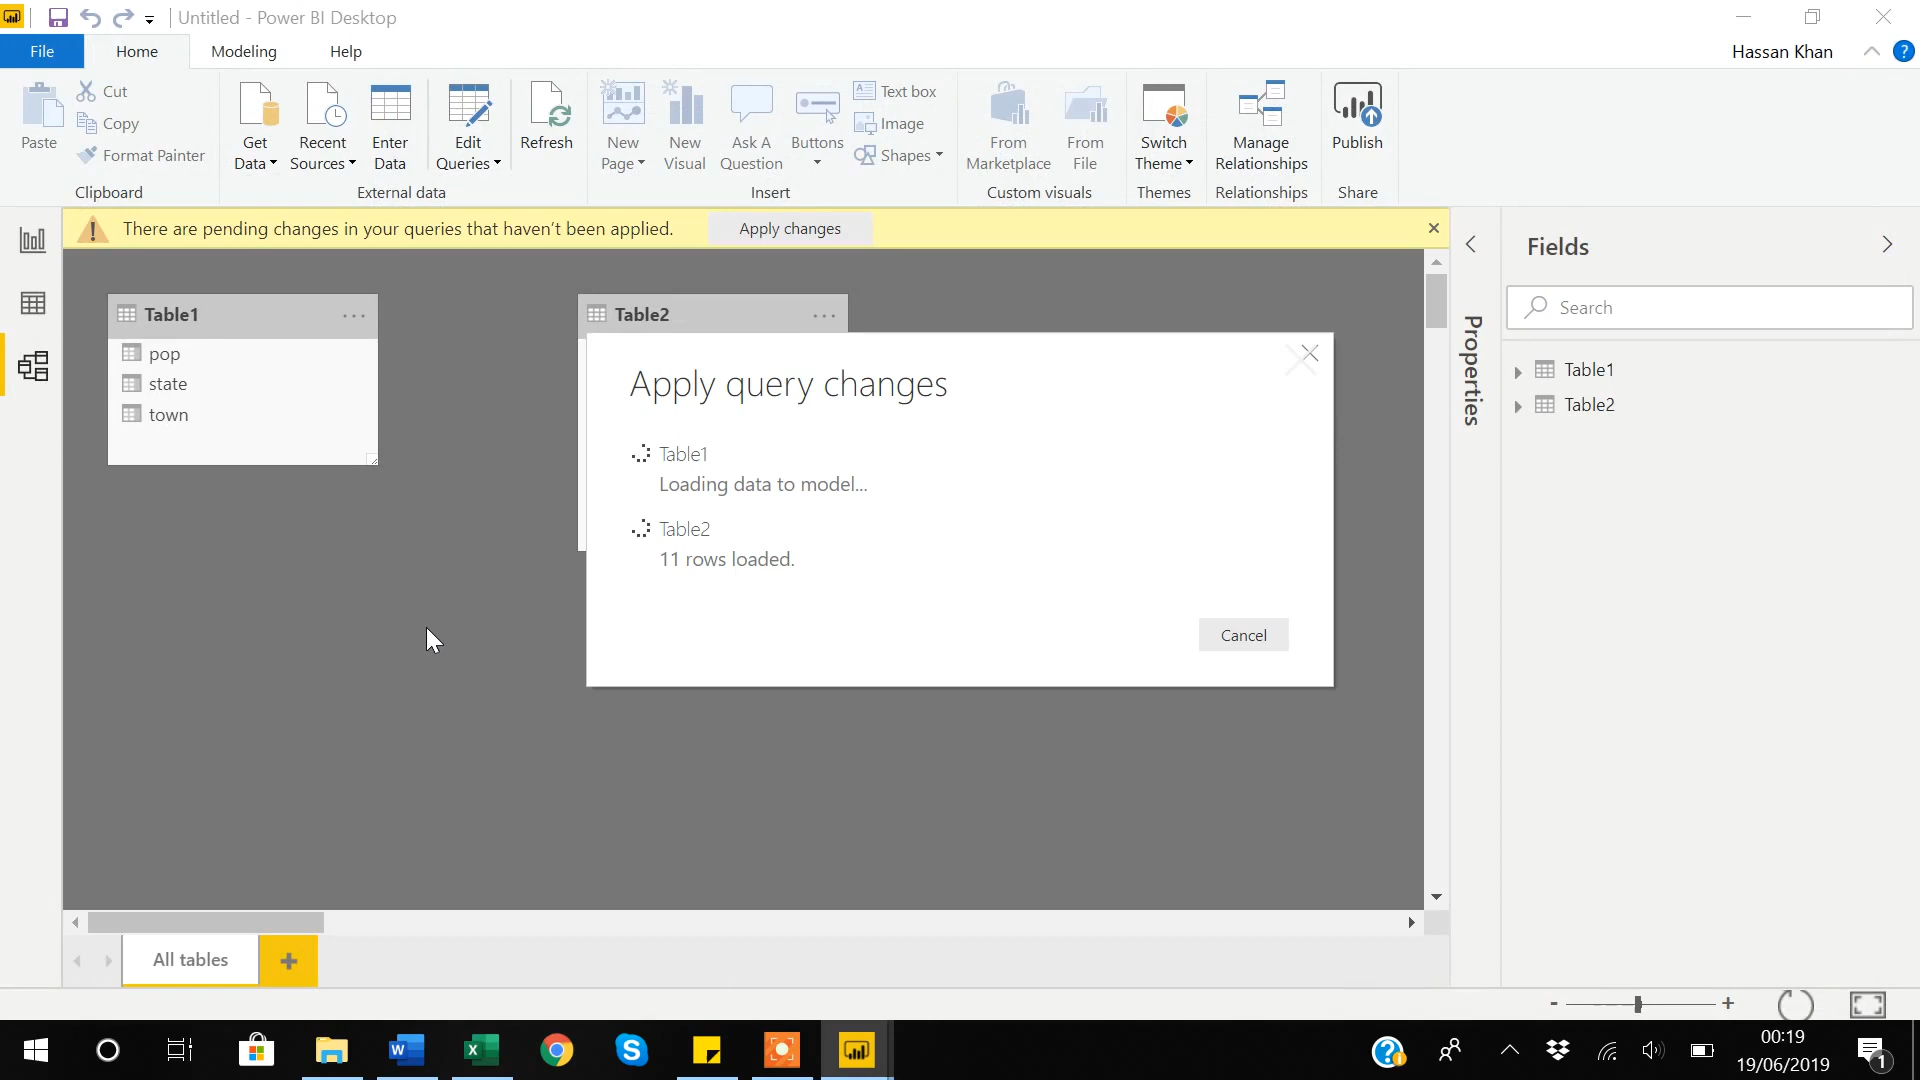 Untitled - Power BI Desktop
File
Home
Modeling
Help
Hassan Khan
?
Paste
Cut
Copy
Format Painter
Clipboard
Get Data
Recent Sources
Enter Data
Edit Queries
Refresh
External data
New Page
New Visual
Ask A Question
Buttons
Text box
Image
Shapes
Insert
From Marketplace
From File
Custom visuals
Switch Theme
Themes
Manage Relationships
Relationships
Publish
Share
There are pending changes in your queries that haven't been applied.
Apply changes
Table1
pop
state
town
Table2
Apply query changes
Table1
Loading data to model...
Table2
11 rows loaded.
Cancel
Properties
Fields
Search
Table1
Table2
All tables
00:19
19/06/2019
1